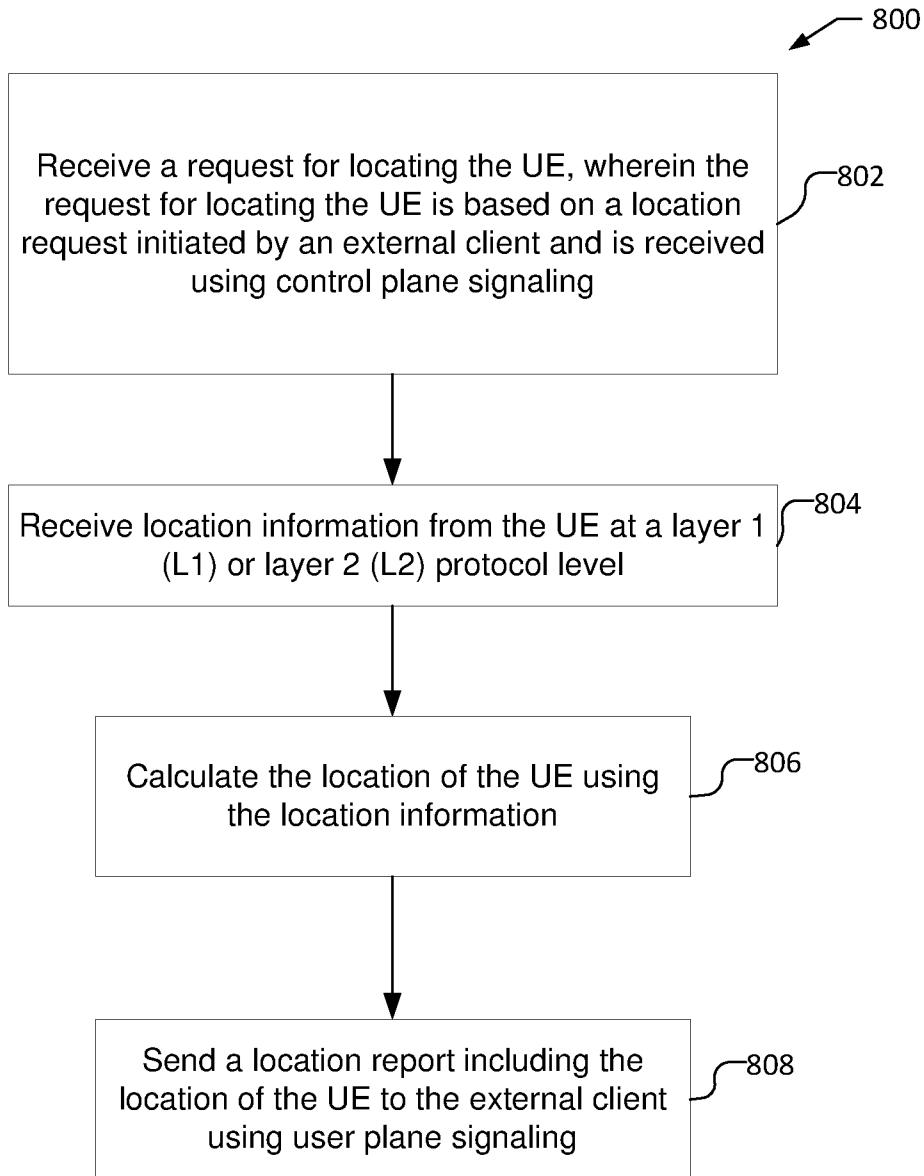 800
Receive a request for locating the UE, wherein the
request for locating the UE is based on a location
request initiated by an external client and is received
using control plane signaling
802
Receive location information from the UE at a layer 1
(L1) or layer 2 (L2) protocol level
804
Calculate the location of the UE using
the location information
806
Send a location report including the
location of the UE to the external client
using user plane signaling
808